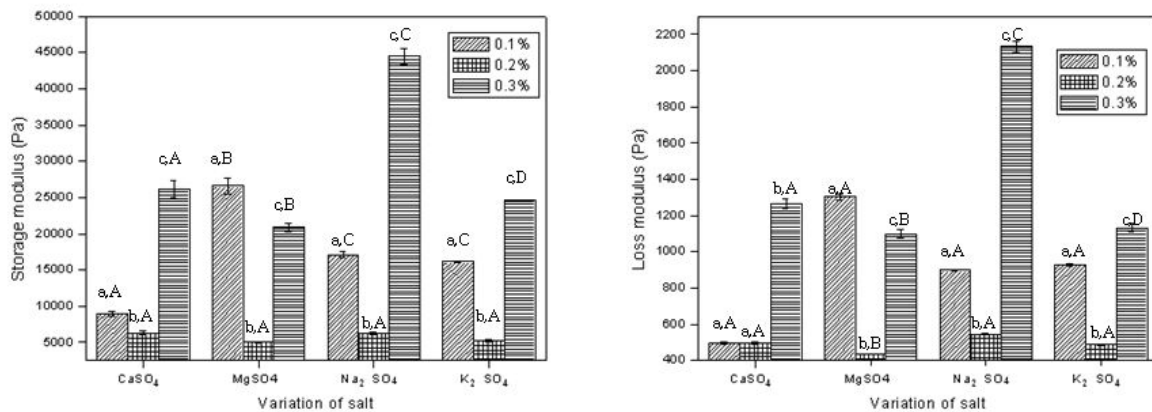 50000
45000
40000
35000
30000
25000
20000
15000
10000
5000
Storage modulus (Pa)
0.1%
0.2%
0.3%
a,A
b,A
c,A
a,B
b,A
c,B
a,C
b,A
c,C
a,C
b,A
c,D
CaSO₄
MgSO4
Na₂ SO₄
K₂ SO₄
Variation of salt
2200
2000
1800
1600
1400
1200
1000
800
600
400
Loss modulus (Pa)
0.1%
0.2%
0.3%
a,A
a,A
b,A
a,A
b,B
c,B
a,A
b,A
c,C
a,A
b,A
c,D
CaSO₄
MgSO4
Na₂ SO₄
K₂ SO₄
Variation of salt